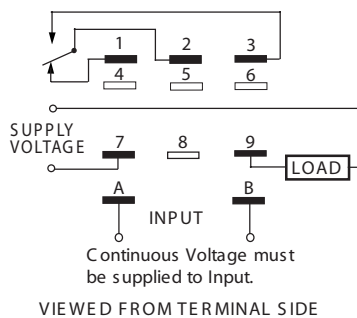 1 2 3
4 5 6
SUPPLY
VOLTAGE
7 8 9
LOAD
A B
INPUT
Continuous Voltage must
be supplied to Input.
VIEWED FROM TERMINAL SIDE